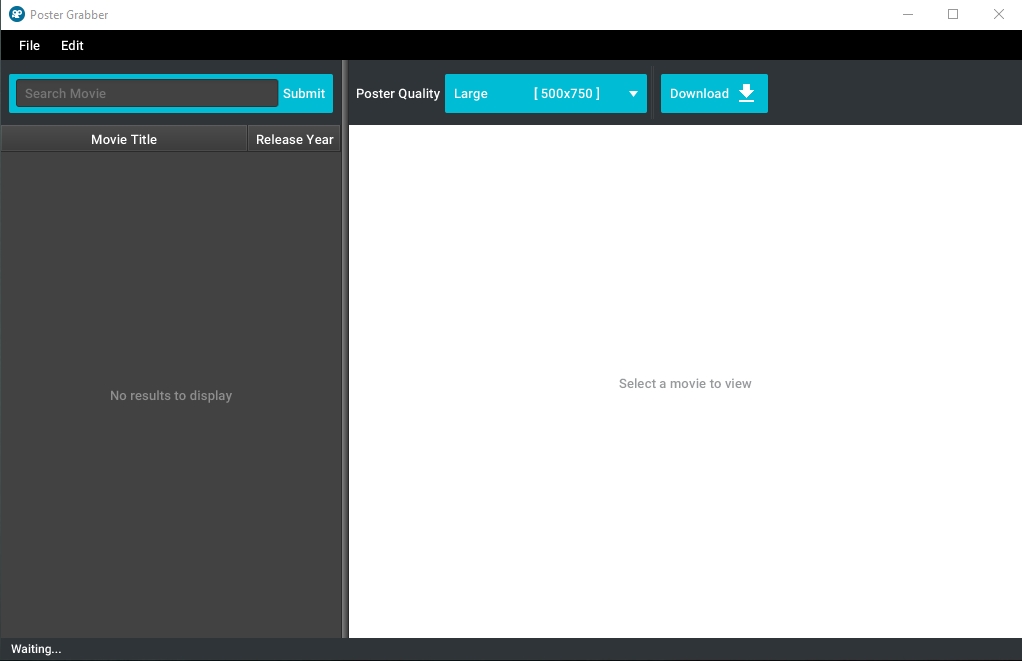 Poster Grabber
File Edit
Search Movie Submit
Poster Quality Large [ 500x750 ] Download
Movie Title Release Year
No results to display
Select a movie to view
Waiting...